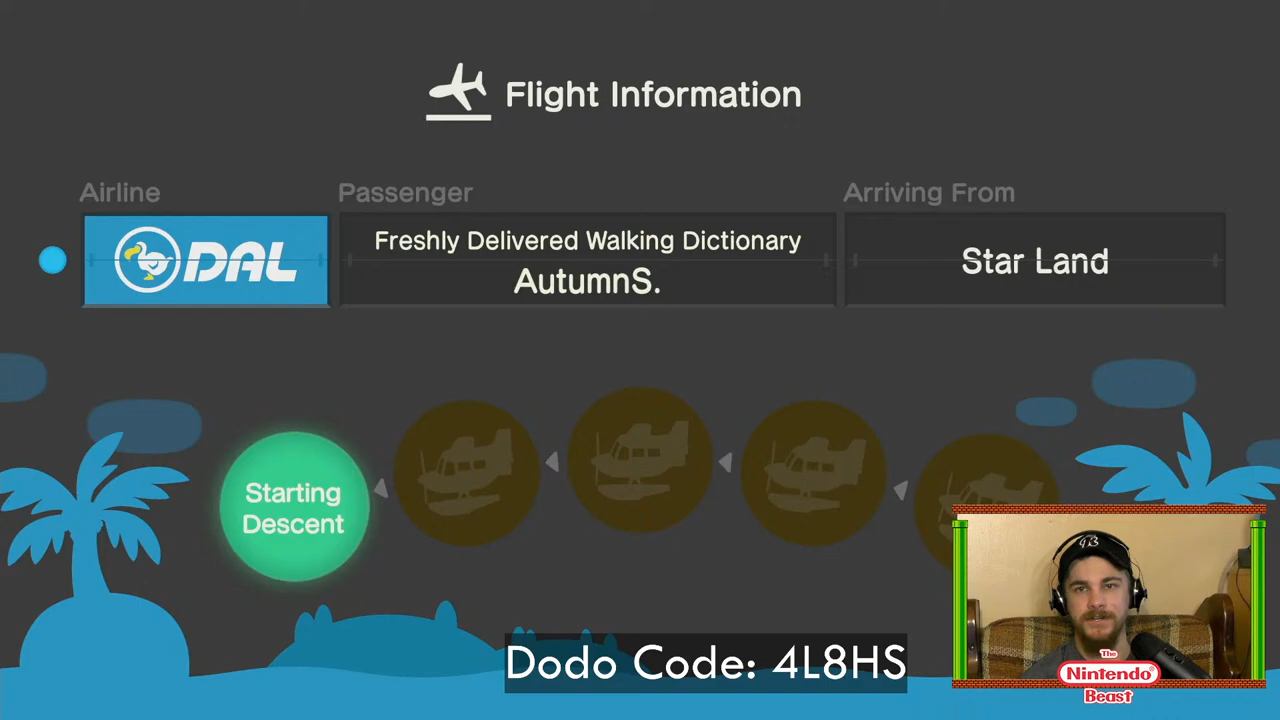 Flight Information
Airline
Passenger
Arriving From
DAL
Freshly Delivered Walking Dictionary
AutumnS.
Star Land
Starting
Descent
Dodo Code: 4L8HS
The
Nintendo
Beast